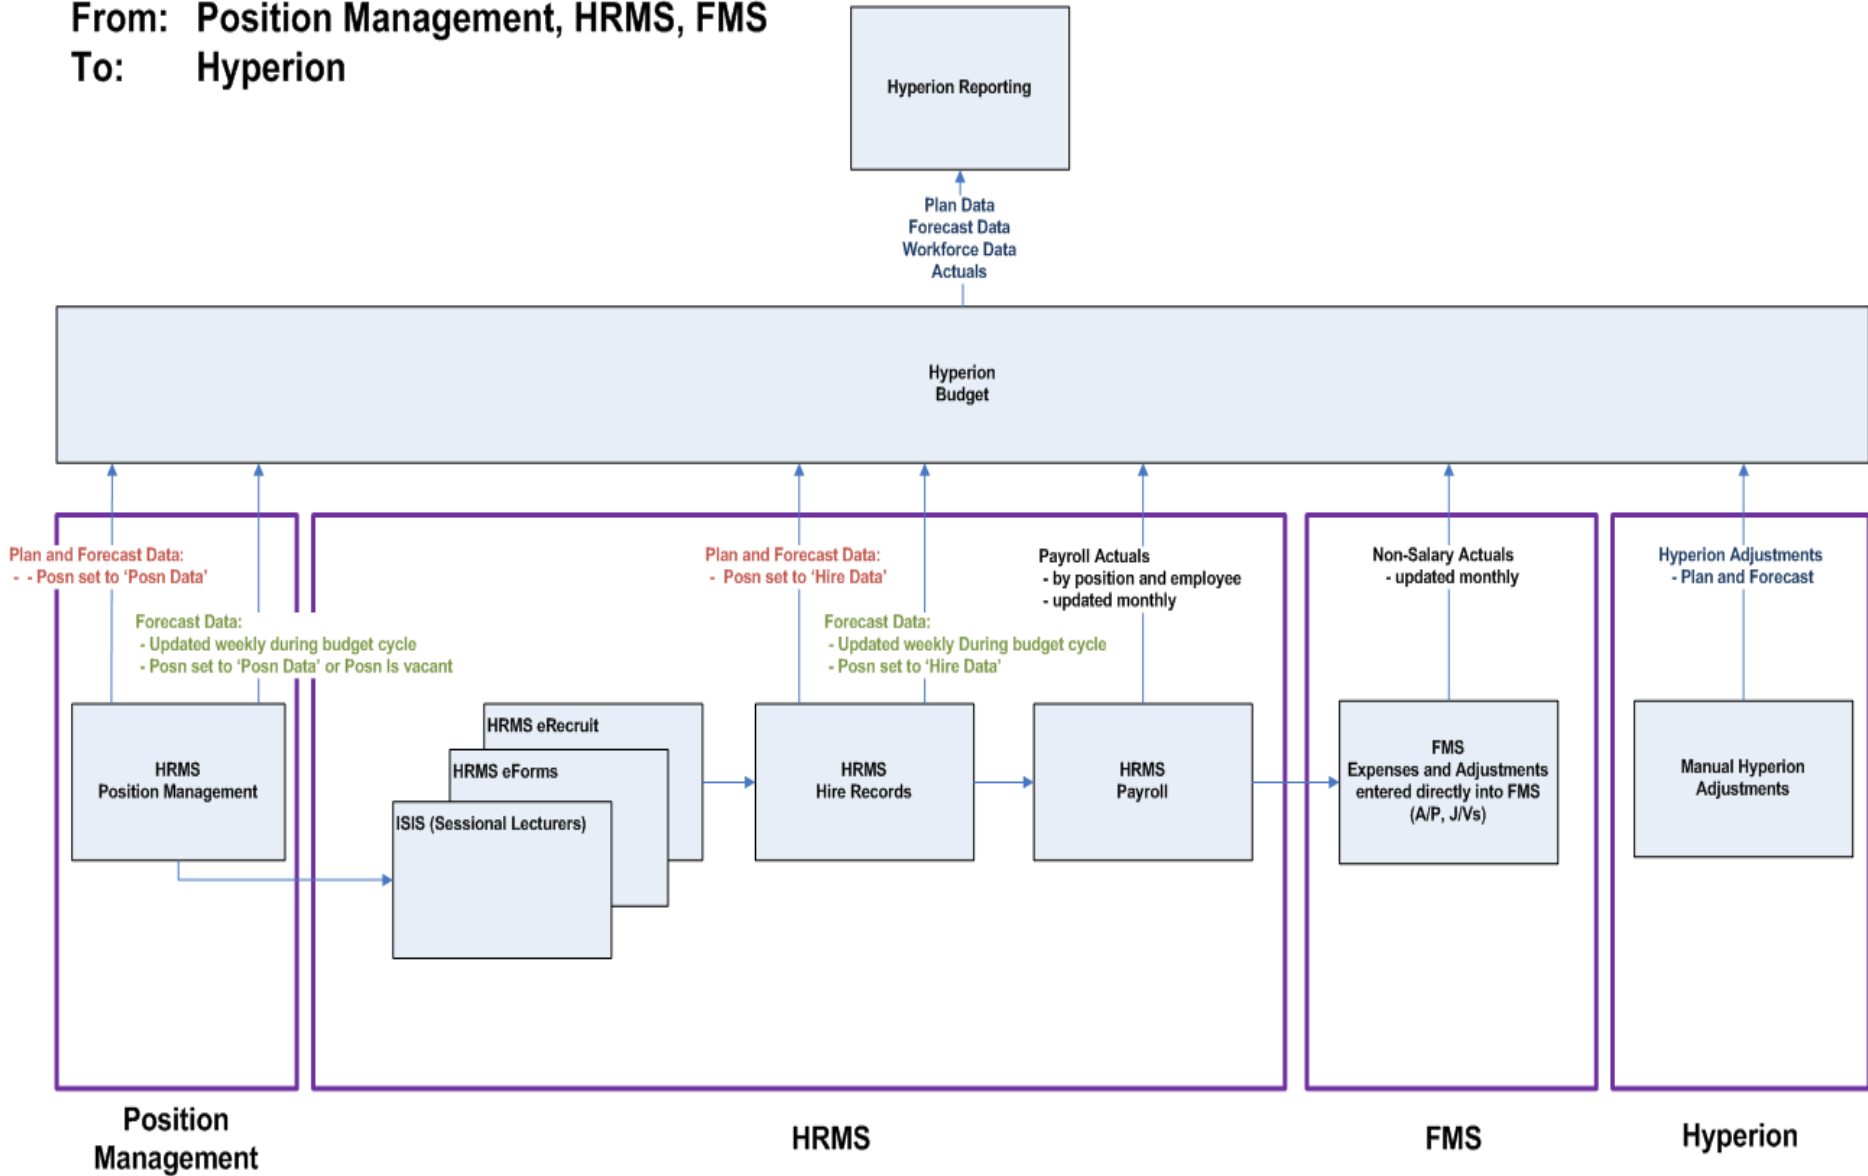 From: Position Management, HRMS, FMS
To: Hyperion
Hyperion Reporting
Plan Data
Forecast Data
Workforce Data
Actuals
Hyperion
Budget
Plan and Forecast Data:
- - Posn set to ‘Posn Data’
Forecast Data:
- Updated weekly during budget cycle
- Posn set to ‘Posn Data’ or Posn Is vacant
Plan and Forecast Data:
- Posn set to ‘Hire Data’
Forecast Data:
- Updated weekly During budget cycle
- Posn set to ‘Hire Data’
Payroll Actuals
- by position and employee
- updated monthly
Non-Salary Actuals
- updated monthly
Hyperion Adjustments
- Plan and Forecast
HRMS
Position Management
HRMS eRecruit
HRMS eForms
ISIS (Sessional Lecturers)
HRMS
Hire Records
HRMS
Payroll
FMS
Expenses and Adjustments
entered directly into FMS
(A/P, J/Vs)
Manual Hyperion
Adjustments
Position
Management
HRMS
FMS
Hyperion